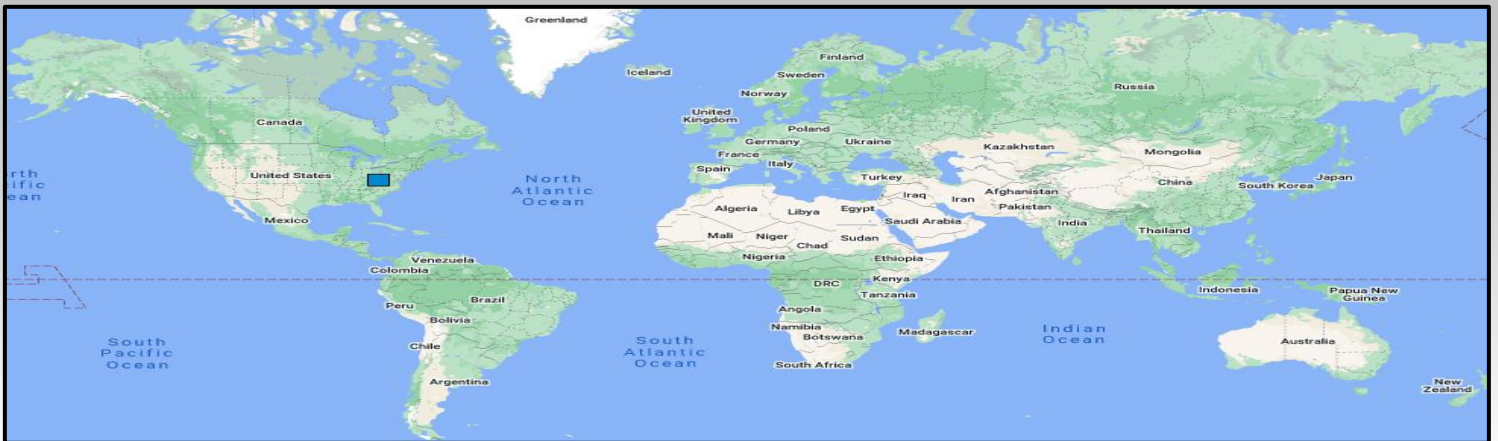 Greenland
Iceland
Finland
Sweden
Norway
Russia
Canada
United
Kingdom
Poland
Germany
Ukraine
France
Italy
Spain
Kazakhstan
Mongolia
United States
North
Atlantic
Ocean
Turkey
China
South Korea
Japan
Iraq
Iran
Afghanistan
Pakistan
Mexico
Algeria
Libya
Egypt
Saudi Arabia
India
Thailand
Mali
Niger
Chad
Sudan
Nigeria
Ethiopia
Venezuela
Colombia
DRC
Kenya
Tanzania
Indonesia
Papua New
Guinea
Peru
Brazil
Bolivia
Angola
Namibia
Botswana
Madagascar
Indian
Ocean
South
Pacific
Ocean
Chile
South
Atlantic
Ocean
South Africa
Australia
Argentina
New
Zealand